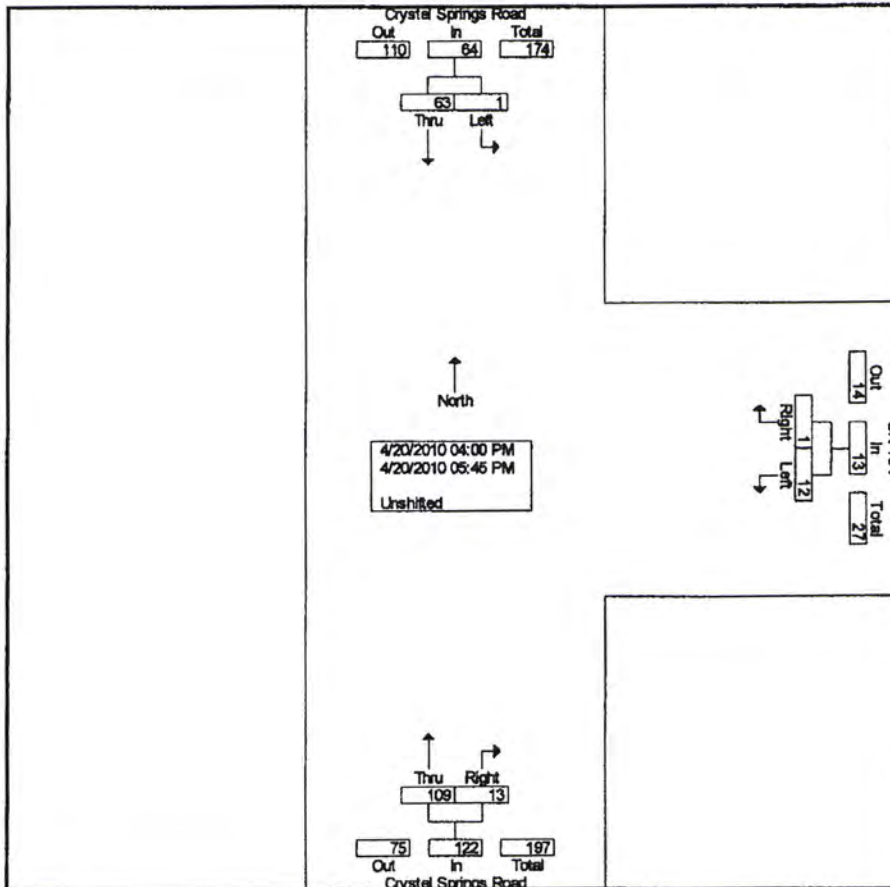 Crystel Springs Road
Out In Total
110 64 174
63 1
Thru Left
North
4/20/2010 04:00 PM
4/20/2010 05:45 PM
Unshifted
Out In Total
14 13 27
Right Left
1 12
Thru Right
109 13
75 122 197
Out In Total
Crystel Springs Road